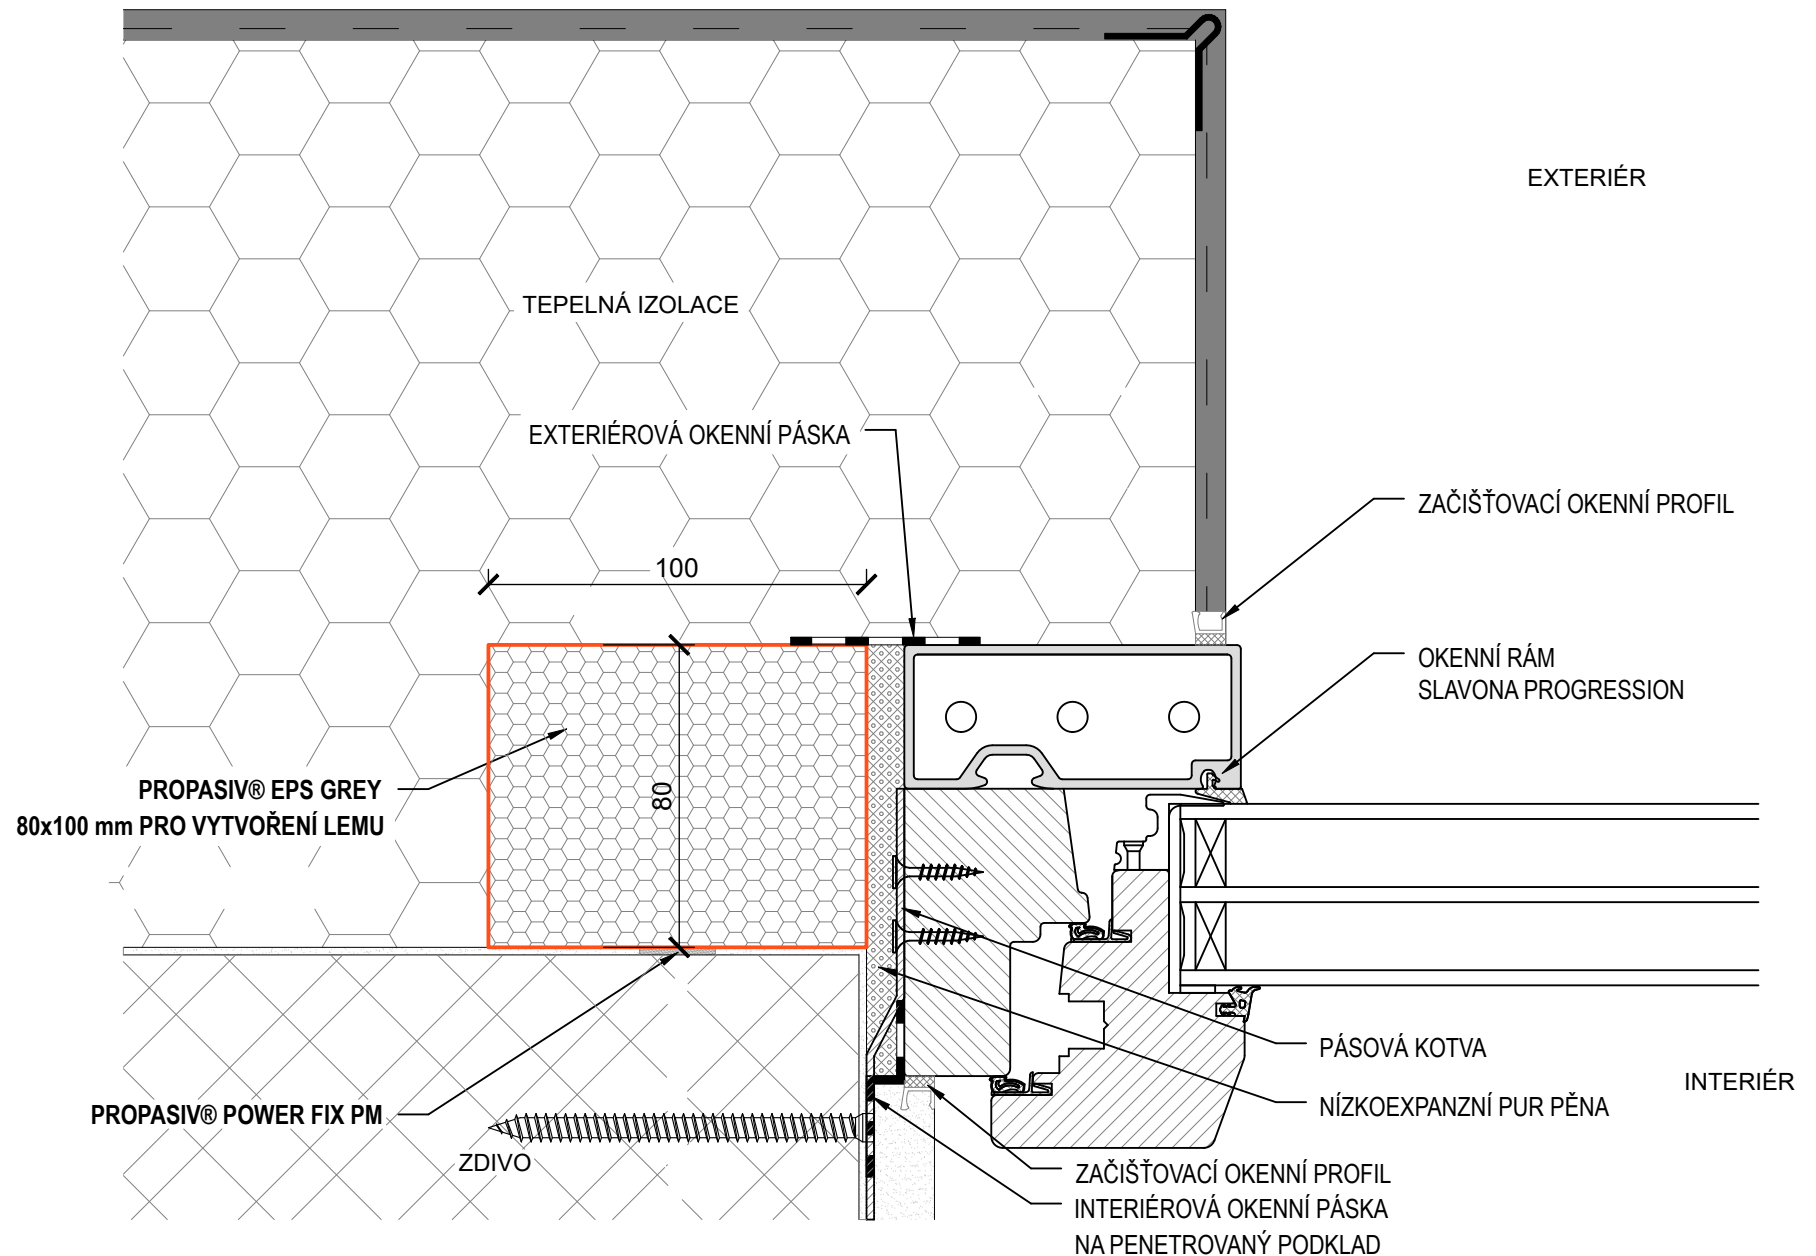 EXTERIÉR
TEPELNÁ IZOLACE
EXTERIÉROVÁ OKENNÍ PÁSKA
ZAČIŠŤOVACÍ OKENNÍ PROFIL
100
OKENNÍ RÁM
SLAVONA PROGRESSION
80
PROPASIV® EPS GREY
80x100 mm PRO VYTVOŘENÍ LEMU
PÁSOVÁ KOTVA
INTERIÉR
NÍZKOEXPANZNÍ PUR PĚNA
PROPASIV® POWER FIX PM
ZDIVO
ZAČIŠŤOVACÍ OKENNÍ PROFIL
INTERIÉROVÁ OKENNÍ PÁSKA
NA PENETROVANÝ PODKLAD